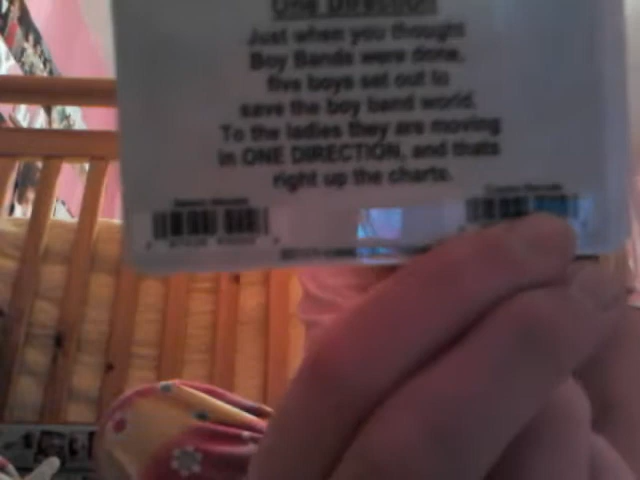 One Direction
Just when you thought
Boy Bands were done,
five boys set out to
save the boy band world.
To the ladies they are moving
in ONE DIRECTION, and thats
right up the charts.